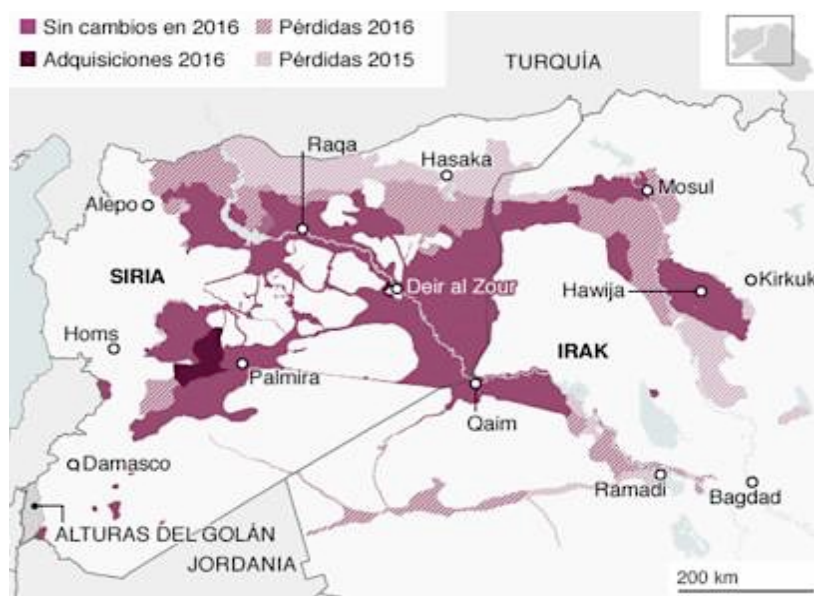 Sin cambios en 2016
Pérdidas 2016
Adquisiciones 2016
Pérdidas 2015
TURQUÍA
Raqa
Hasaka
Mosul
Alepo
SIRIA
Deir al Zour
Kirkuk
Hawija
Homs
IRAK
Palmira
Qaim
Damasco
Ramadi
Bagdad
ALTURAS DEL GOLÁN
JORDANIA
200 km